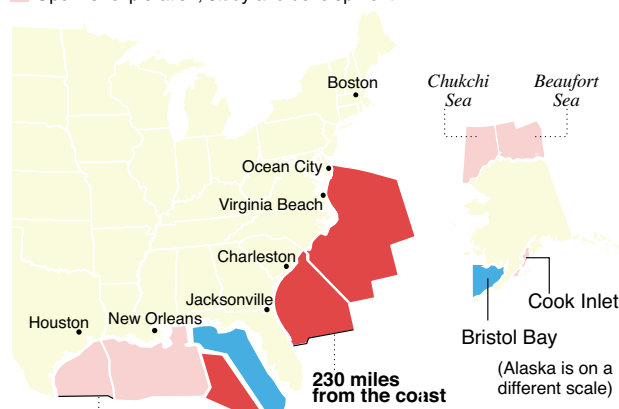 Boston
Chukchi
Sea
Beaufort
Sea
Ocean City
Virginia Beach
Charleston
Jacksonville
New Orleans
Houston
Cook Inlet
Bristol Bay
230 miles
from the coast
(Alaska is on a
different scale)